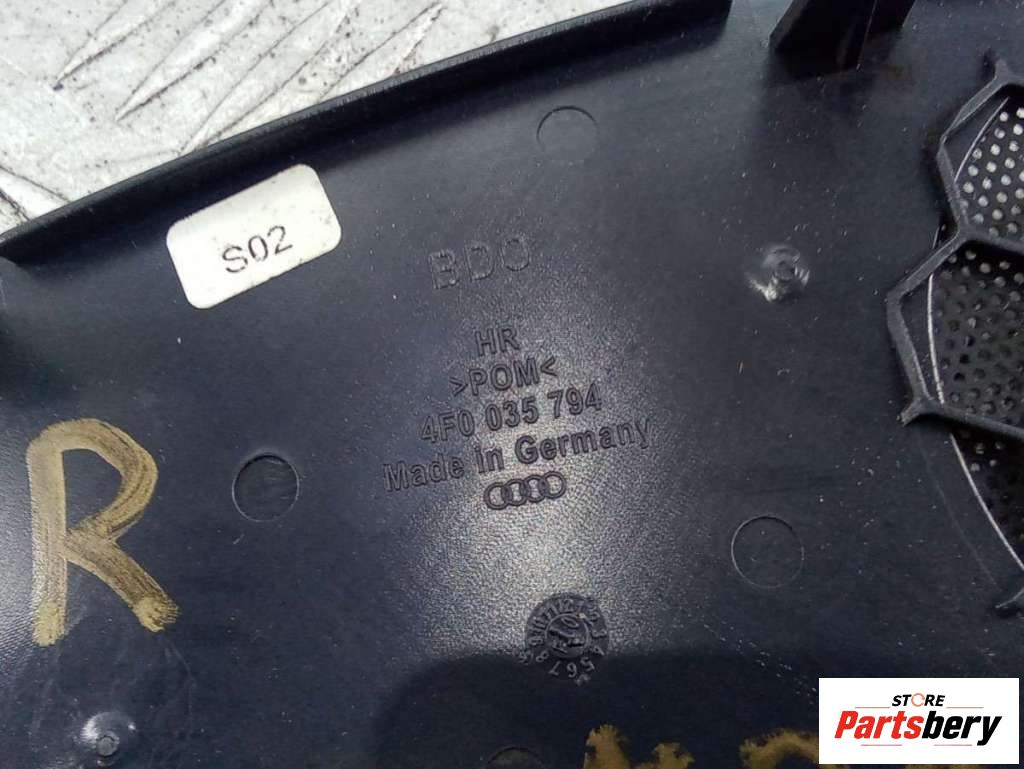 S02
BDO
HR
>POM<
4F0 035 794
Made in Germany
R
STORE
Partsbery